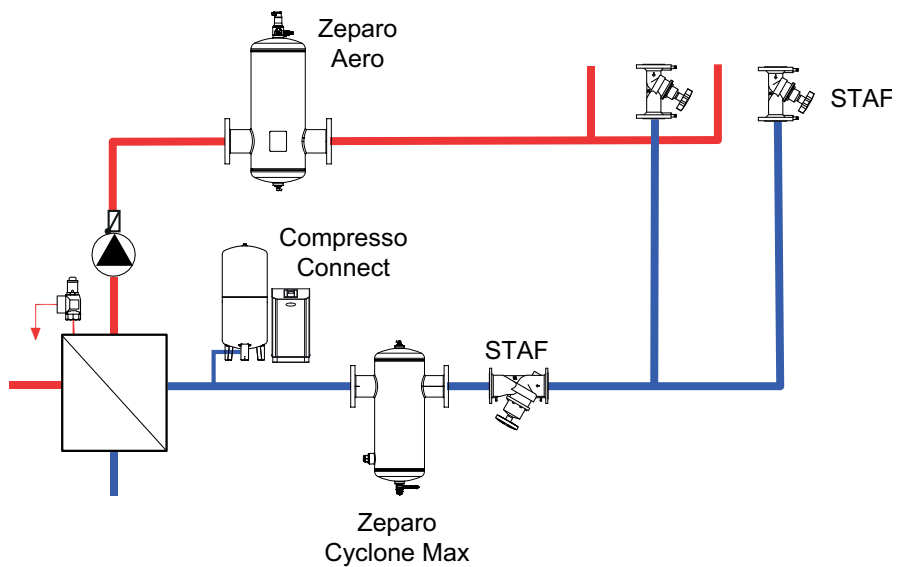 Zeparo
Aero
STAF
Compresso
Connect
STAF
Zeparo
Cyclone Max